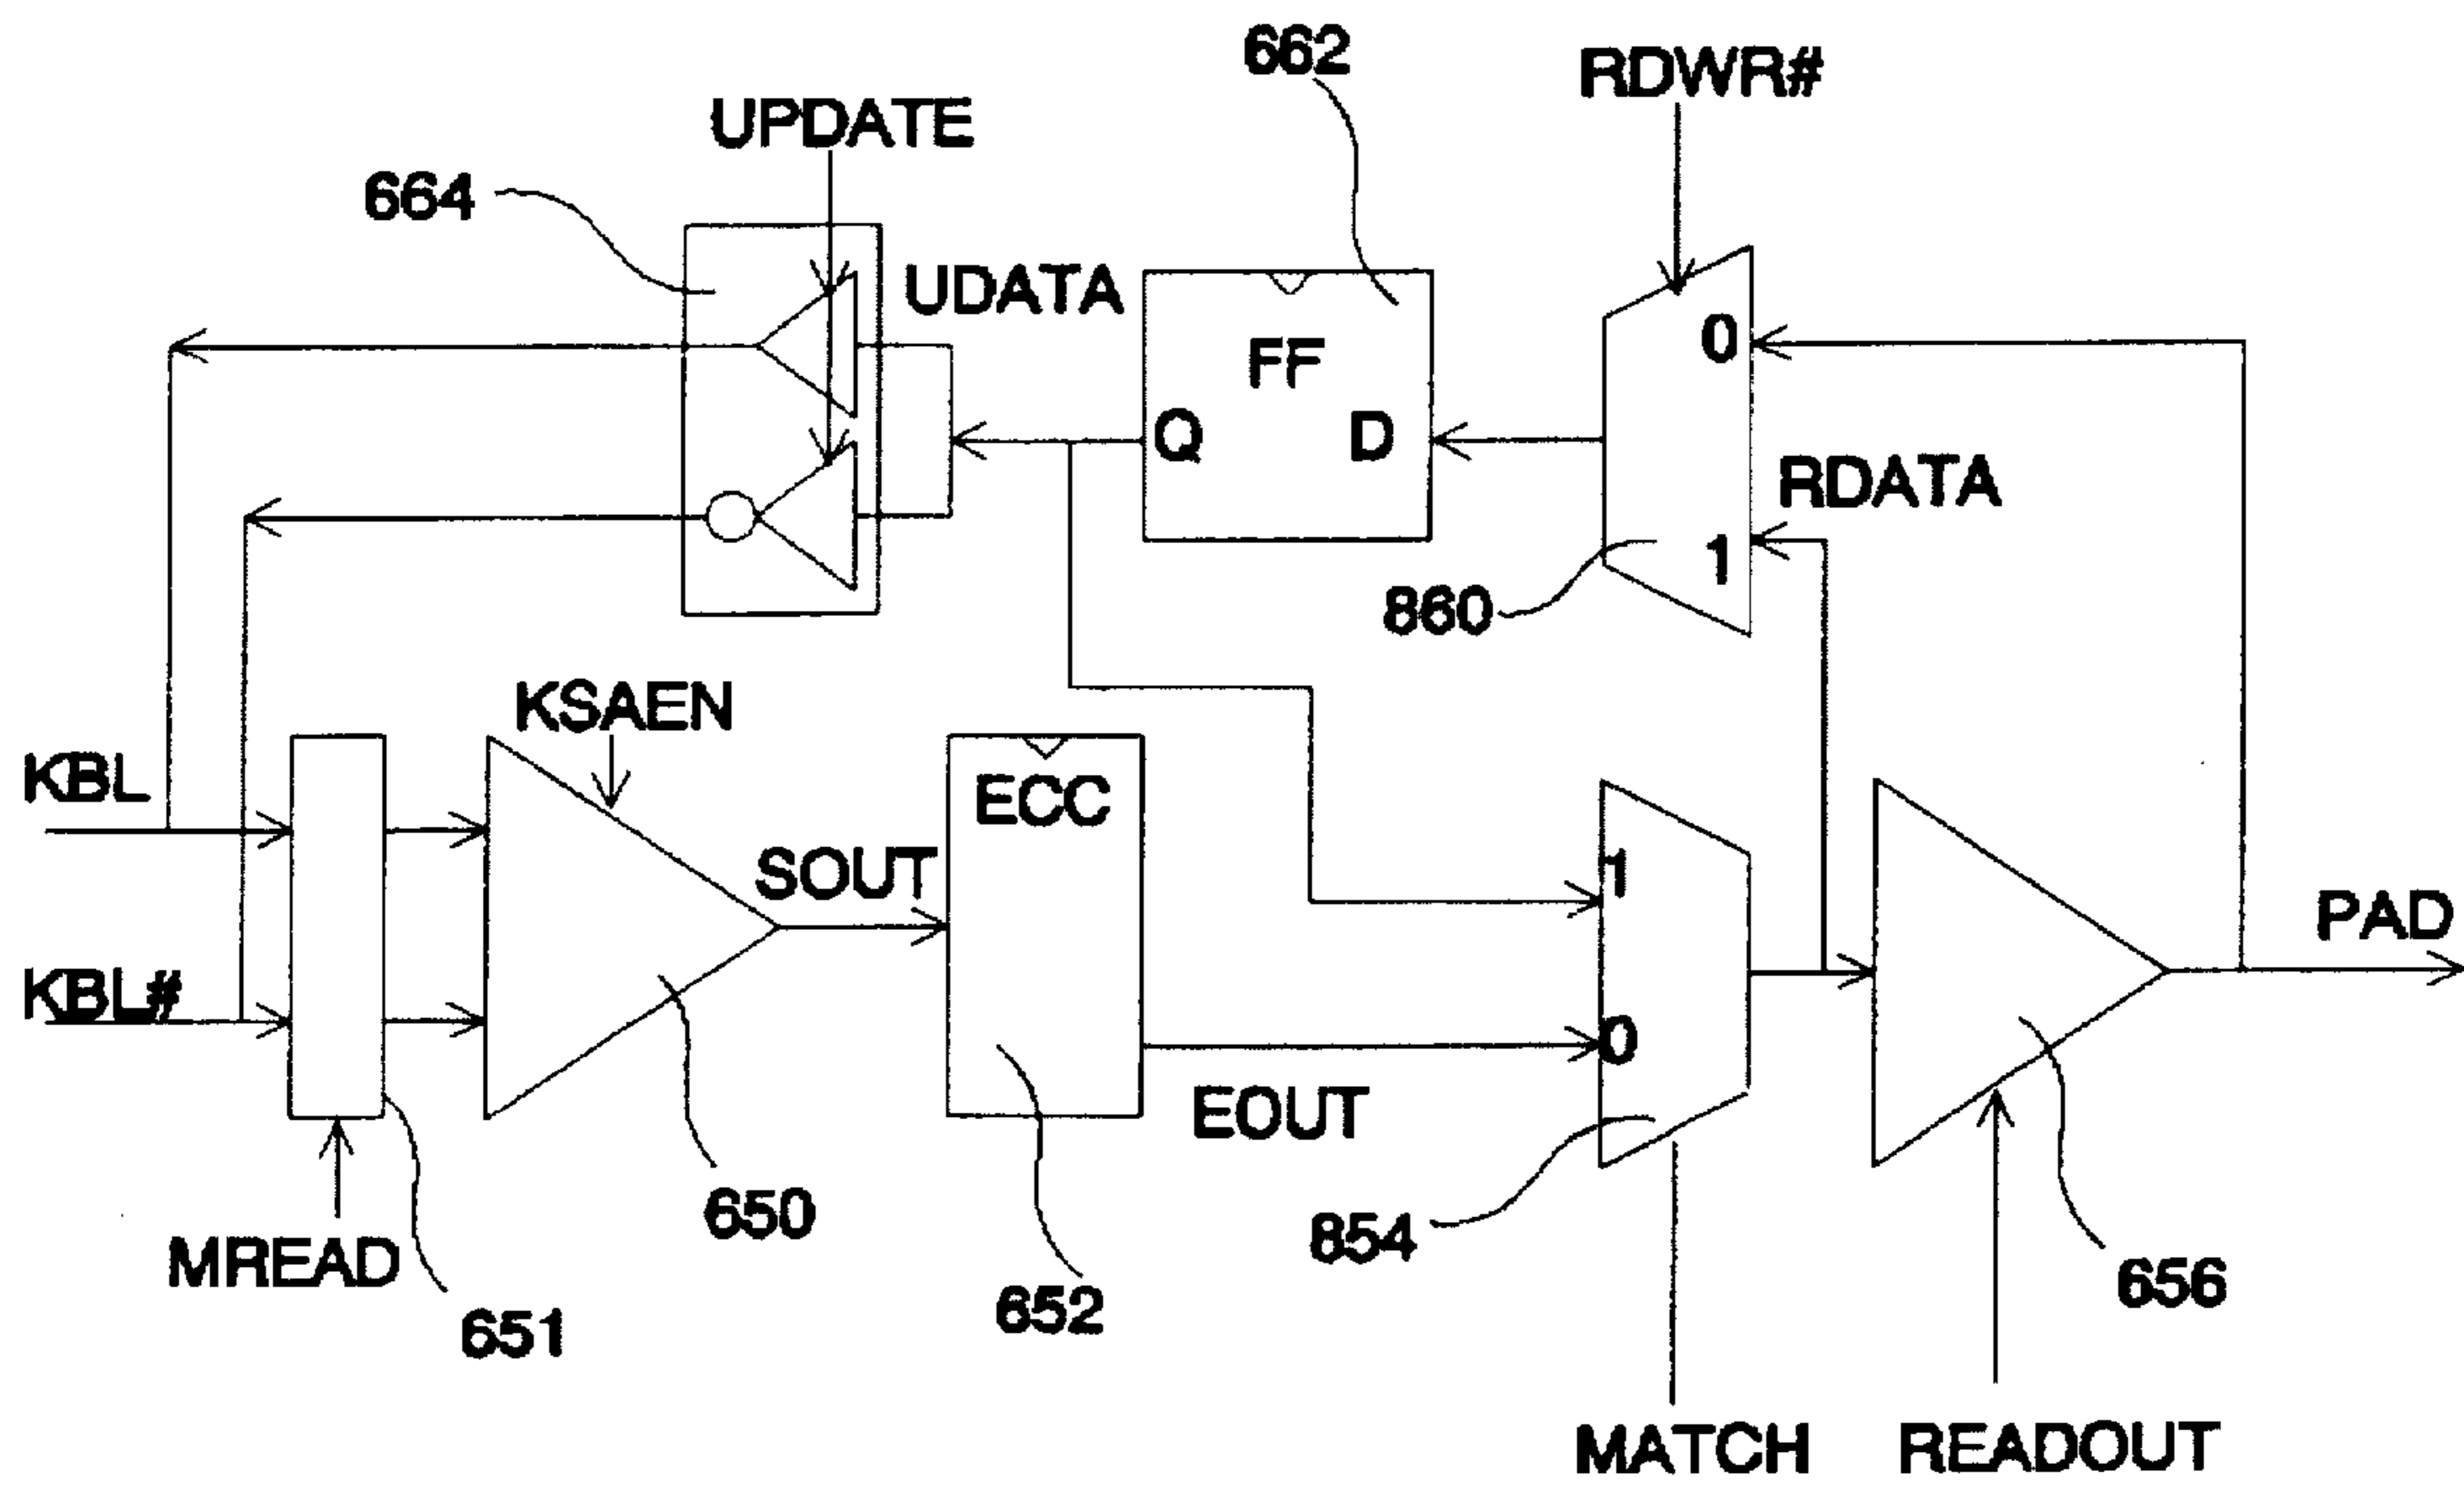 662
RDWR#
UPDATE
664
UDATA
FF
0
Q
D
RDATA
1
860
KSAEN
KBL
ECC
SOUT
1
PAD
KBL#
0
EOUT
650
854
MREAD
652
656
651
MATCH
READOUT